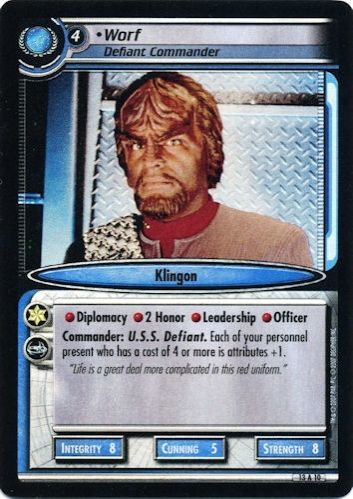 4
•Worf
Defiant Commander
Klingon
Diplomacy 2 Honor Leadership Officer
Commander: U.S.S. Defiant. Each of your personnel
present who has a cost of 4 or more is attributes +1.
"Life is a great deal more complicated in this red uniform."
INTEGRITY 8 CUNNING 5 STRENGTH 8
13 A 10